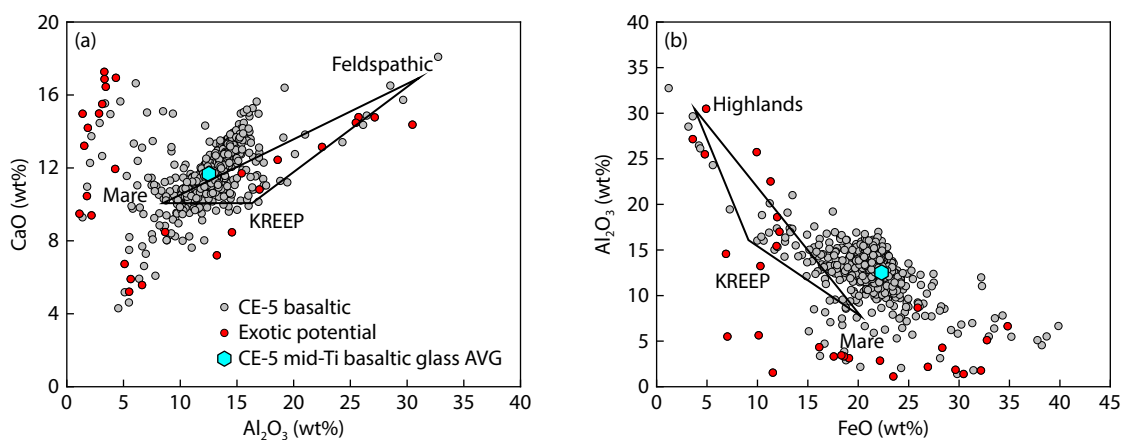 (a)
CaO (wt%)
20
16
12
8
4
0
Feldspathic
Mare
KREEP
CE-5 basaltic
Exotic potential
CE-5 mid-Ti basaltic glass AVG
0 5 10 15 20 25 30 35 40
Al₂O₃ (wt%)
(b)
Al₂O₃ (wt%)
40
35
30
25
20
15
10
5
0
Highlands
KREEP
Mare
0 5 10 15 20 25 30 35 40 45
FeO (wt%)